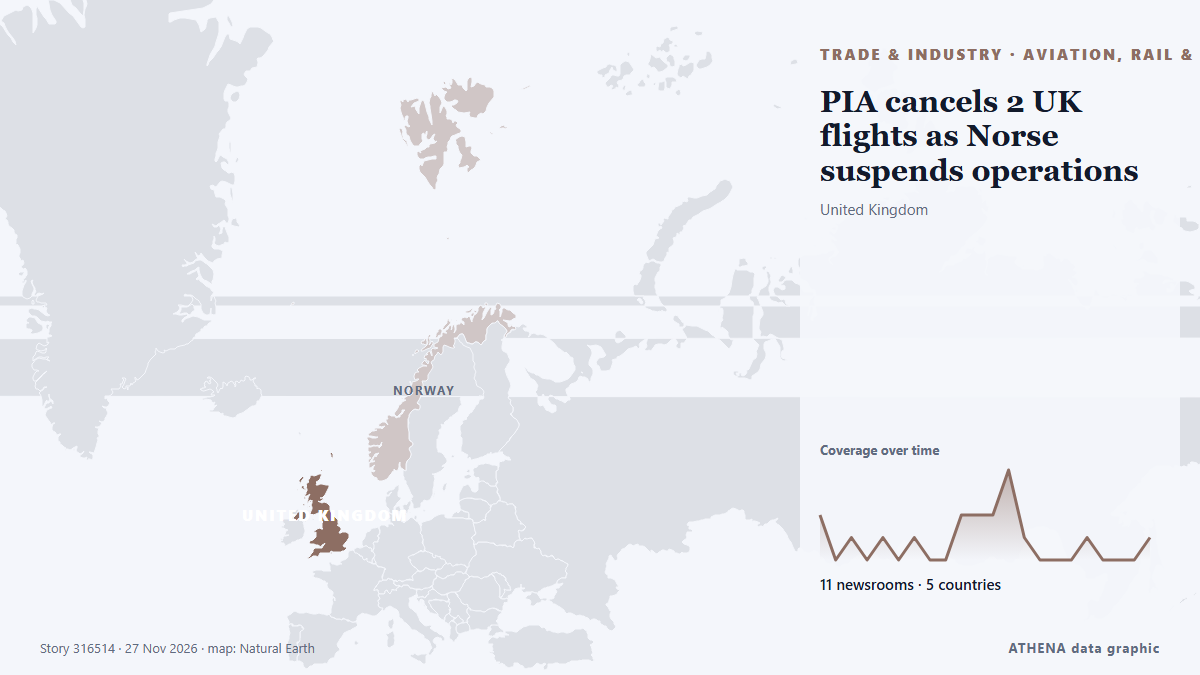 TRADE & INDUSTRY · AVIATION, RAIL &
PIA cancels 2 UK
flights as Norse
suspends operations
United Kingdom
NORWAY
UNITED KINGDOM
Coverage over time
11 newsrooms · 5 countries
Story 316514 · 27 Nov 2026 · map: Natural Earth
ATHENA data graphic